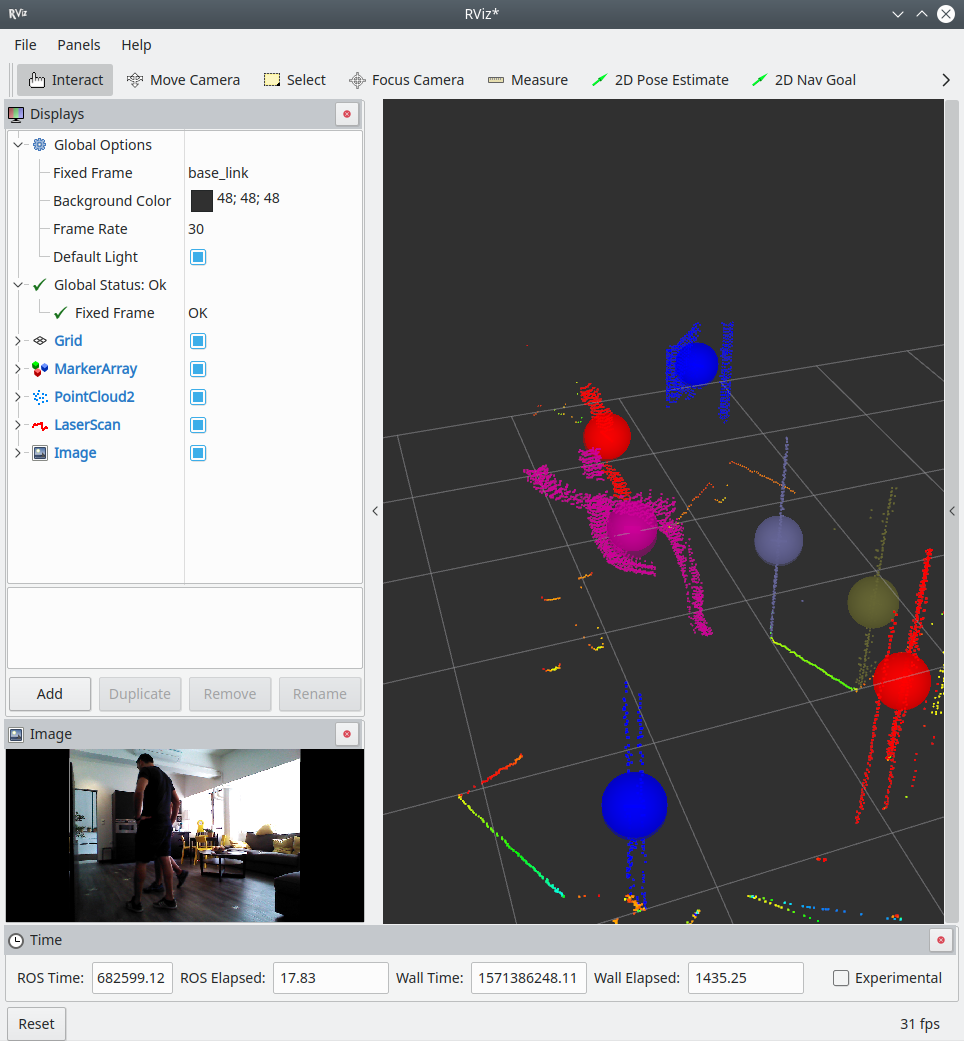 RViz
RViz*
File Panels Help
Interact Move Camera Select Focus Camera Measure 2D Pose Estimate 2D Nav Goal
Displays
Global Options
Fixed Frame base_link
Background Color 48; 48; 48
Frame Rate 30
Default Light
Global Status: Ok
Fixed Frame OK
Grid
MarkerArray
PointCloud2
LaserScan
Image
Add Duplicate Remove Rename
Image
Time
ROS Time: 682599.12 ROS Elapsed: 17.83 Wall Time: 1571386248.11 Wall Elapsed: 1435.25 Experimental
Reset 31 fps